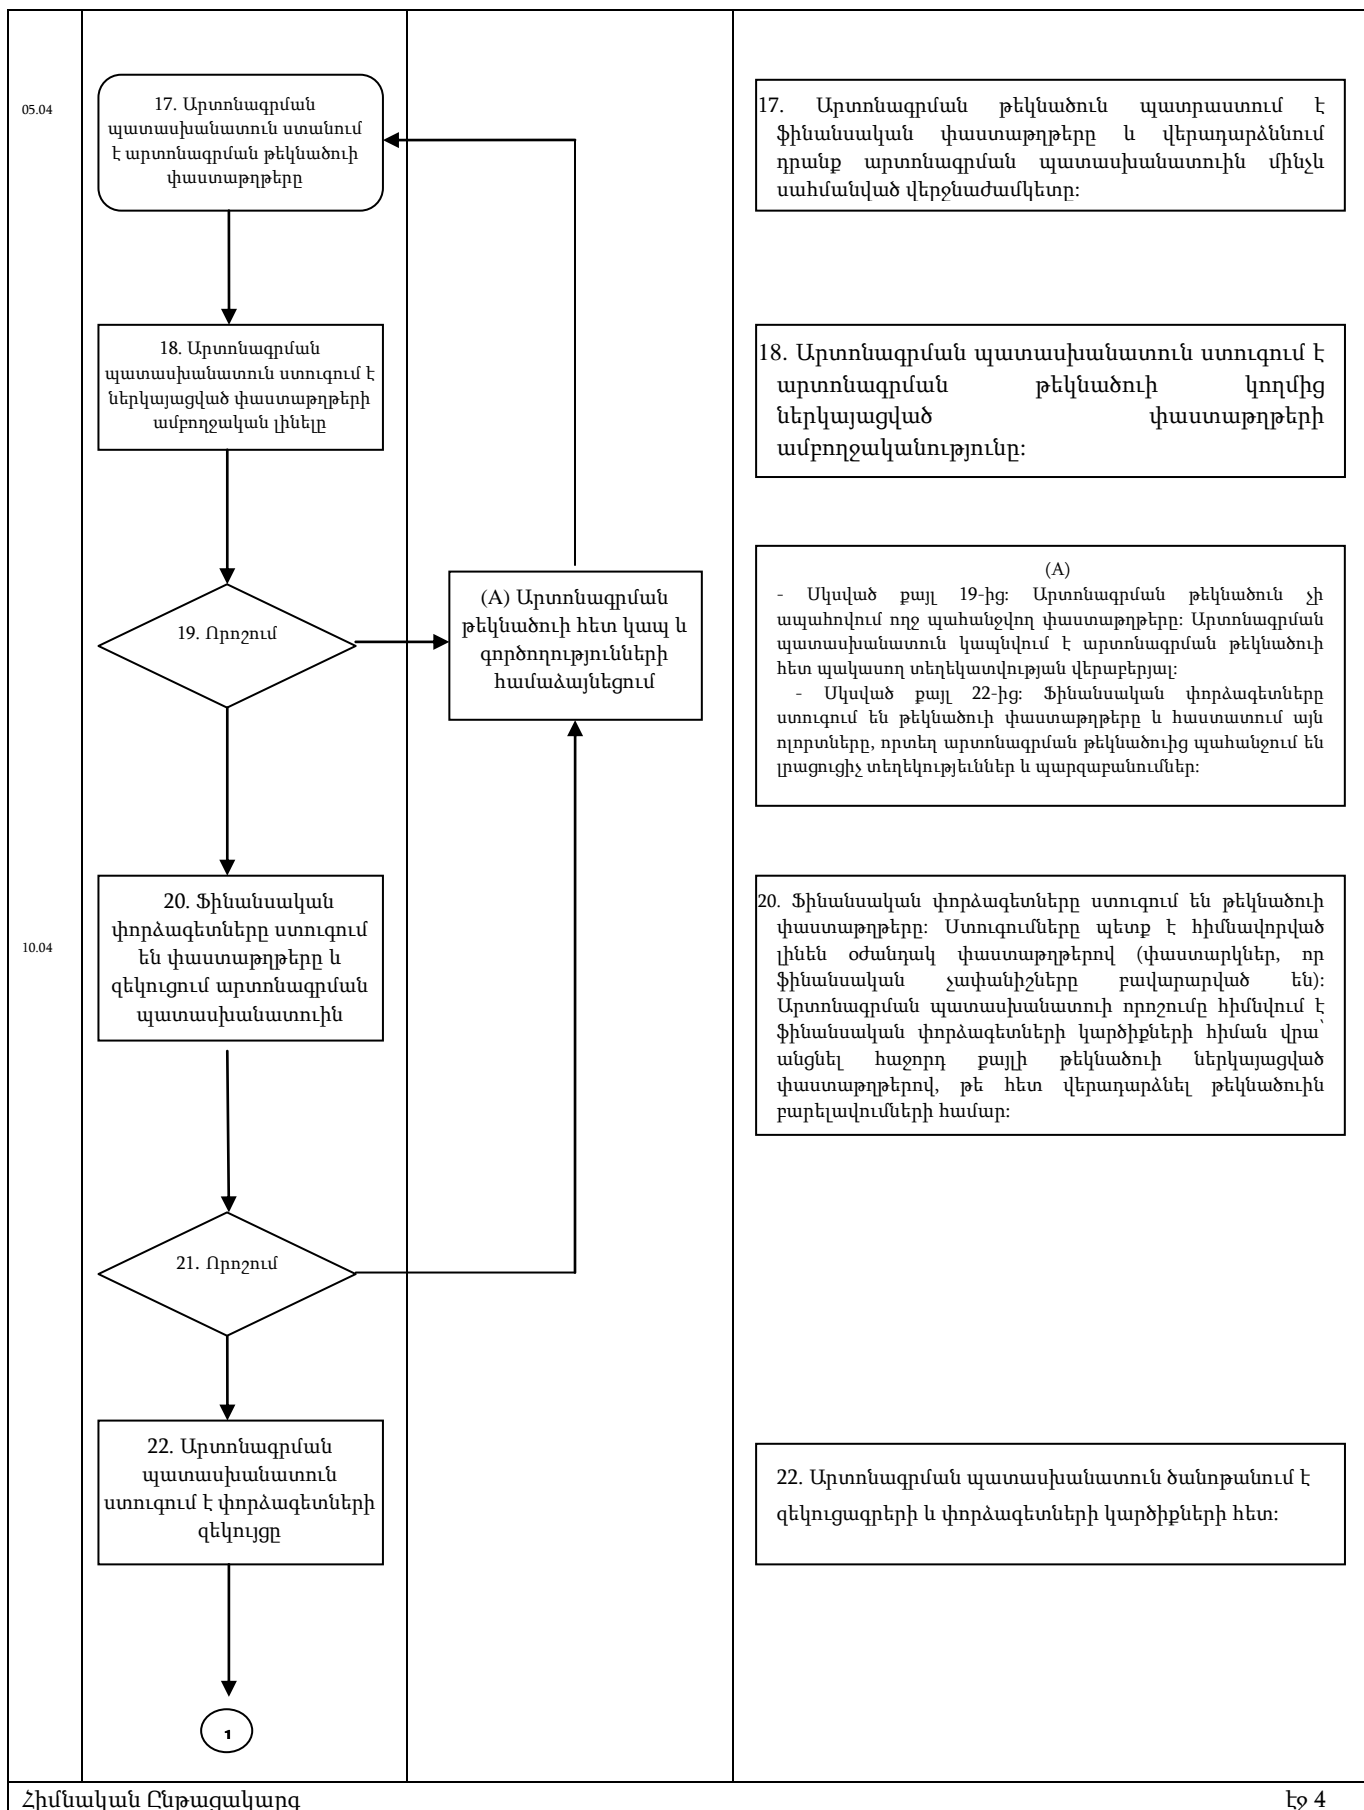 05.04
17. Արտոնագրման
պատասխանատուն ստանում
է արտոնագրման թեկնածուի
փաստաթղթերը
17. Արտոնագրման թեկնածուն պատրաստում է
ֆինանսական փաստաթղթերը և վերադարձննում
դրանք արտոնագրման պատասխանատուին մինչև
սահմանված վերջնաժամկետը:
18. Արտոնագրման
պատասխանատուն ստուգում է
ներկայացված փաստաթղթերի
ամբողջական լինելը
18. Արտոնագրման պատասխանատուն ստուգում է
արտոնագրման թեկնածուի կողմից
ներկայացված փաստաթղթերի
ամբողջականությունը:
19. Որոշում
(A) Արտոնագրման
թեկնածուի հետ կապ և
գործողությունների
համաձայնեցում
(A)
- Սկսված քայլ 19-ից: Արտոնագրման թեկնածուն չի
ապահովում ողջ պահանջվող փաստաթղթերը: Արտոնագրման
պատասխանատուն կապնվում է արտոնագրման թեկնածուի
հետ պակասող տեղեկատվության վերաբերյալ:
- Սկսված քայլ 22-ից: Ֆինանսական փորձագետները
ստուգում են թեկնածուի փաստաթղթերը և հաստատում այն
ոլորտները, որտեղ արտոնագրման թեկնածուից պահանջում են
լրացուցիչ տեղեկությեւններ և պարզաբանումներ:
10.04
20. Ֆինանսական
փորձագետները ստուգում
են փաստաթղթերը և
զեկուցում արտոնագրման
պատասխանատուին
20. Ֆինանսական փորձագետները ստուգում են թեկնածուի
փաստաթղթերը: Ստուգումները պետք է հիմնավորված
լինեն օժանդակ փաստաթղթերով (փաստարկներ, որ
ֆինանսական չափանիշները բավարարված են):
Արտոնագրման պատասխանատուի որոշումը հիմնվում է
ֆինանսական փորձագետների կարծիքների հիման վրա՝
անցնել հաջորդ քայլի թեկնածուի ներկայացված
փաստաթղթերով, թե հետ վերադարձնել թեկնածուին
բարելավումների համար:
21. Որոշում
22. Արտոնագրման
պատասխանատուն
ստուգում է փորձագետների
զեկույցը
22. Արտոնագրման պատասխանատուն ծանոթանում է
զեկուցագրերի և փորձագետների կարծիքների հետ:
1
Հիմնական Ընթացակարգ էջ 4